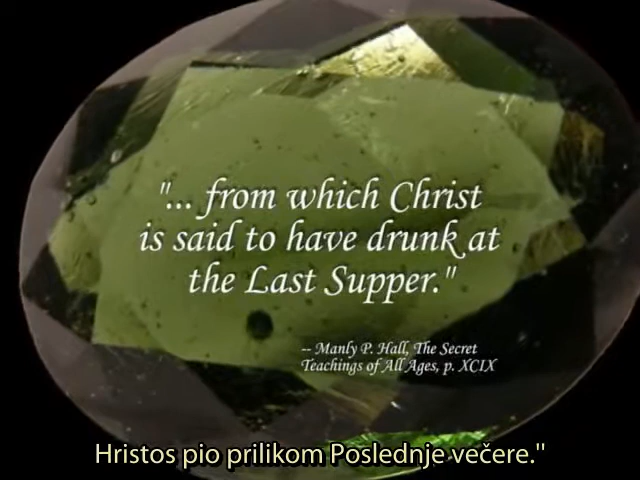 "... from which Christ
is said to have drunk at
the Last Supper."
-- Manly P. Hall, The Secret
Teachings of All Ages, p. XCIX
Hristos pio prilikom Poslednje večere."